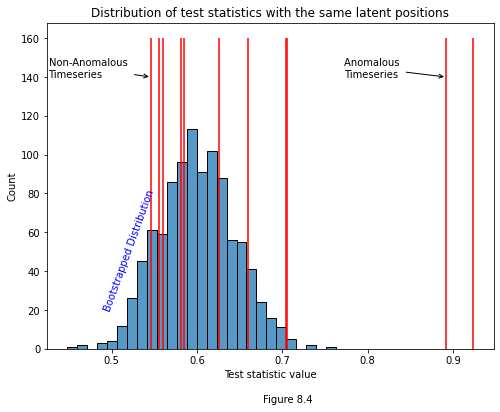 Distribution of test statistics with the same latent positions
160
140
120
100
80
60
40
20
0
Count
Non-Anomalous
Timeseries
Anomalous
Timeseries
Bootstrapped Distribution
0.5
0.6
0.7
0.8
0.9
Test statistic value
Figure 8.4